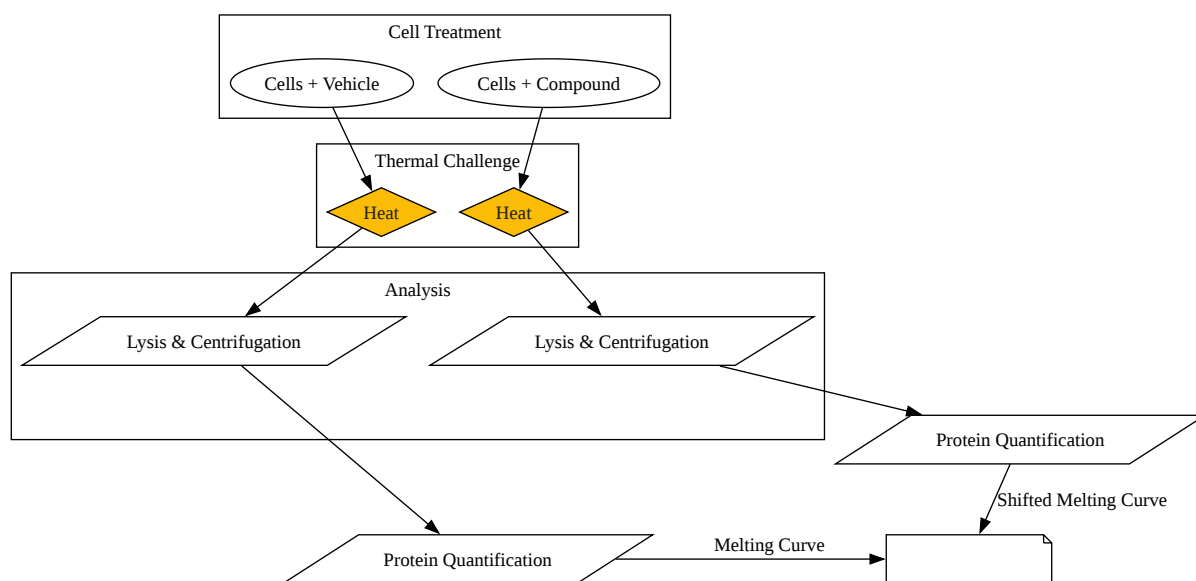 Cell Treatment
Cells + Vehicle
Cells + Compound
Thermal Challenge
Heat
Heat
Analysis
Lysis & Centrifugation
Lysis & Centrifugation
Protein Quantification
Shifted Melting Curve
Melting Curve
Protein Quantification